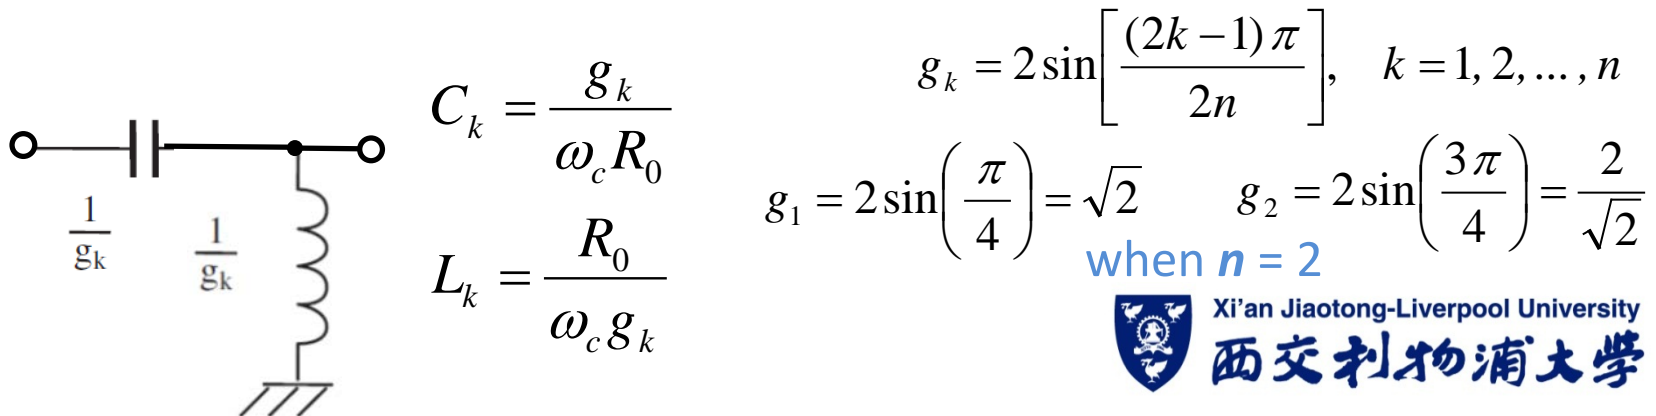 1/g_k
1/g_k
C_k = g_k / (ω_c R_0)
L_k = R_0 / (ω_c g_k)
g_k = 2 sin[(2k − 1)π / 2n], k = 1, 2, ... , n
g_1 = 2 sin(π/4) = √2 g_2 = 2 sin(3π/4) = 2/√2
when n = 2
Xi'an Jiaotong-Liverpool University
西交利物浦大学